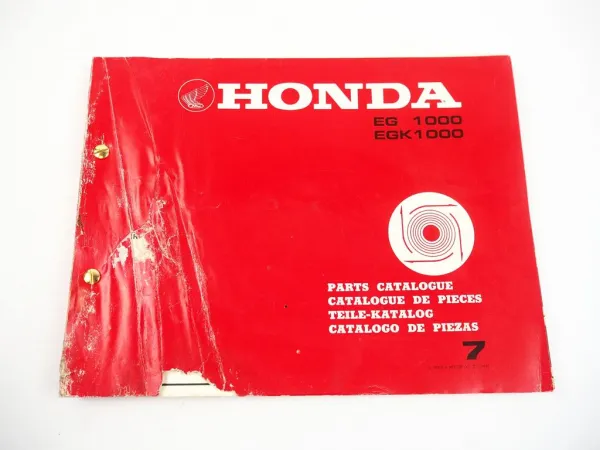 HONDA
EG 1000
EGK1000
PARTS CATALOGUE
CATALOGUE DE PIECES
TEILE-KATALOG
CATALOGO DE PIEZAS
7